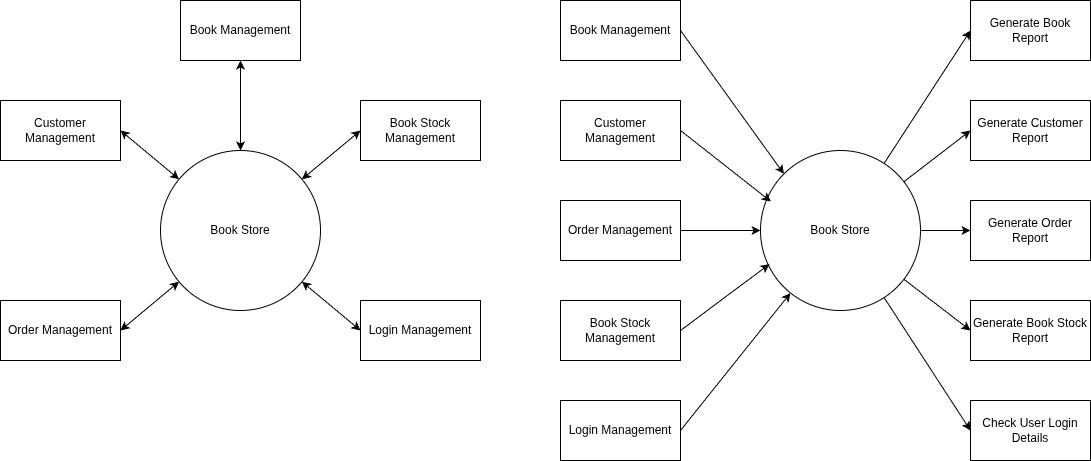 Book Management
Customer
Management
Book Stock
Management
Book Store
Order Management
Login Management
Book Management
Customer
Management
Order Management
Book Stock
Management
Login Management
Book Store
Generate Book
Report
Generate Customer
Report
Generate Order
Report
Generate Book Stock
Report
Check User Login
Details